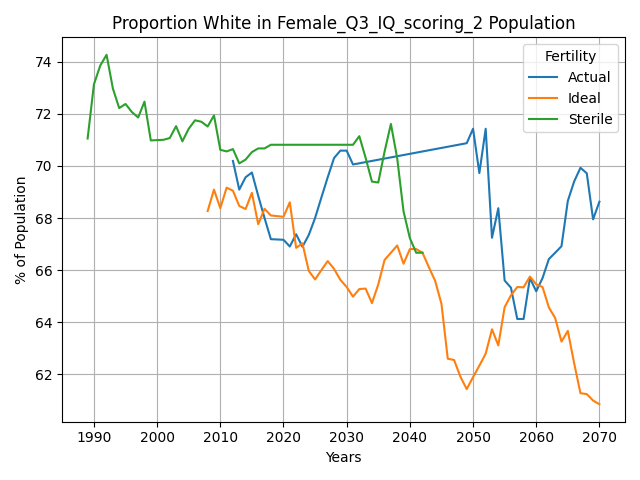 Proportion White in Female_Q3_IQ_scoring_2 Population
% of Population
74
72
70
68
66
64
62
Fertility
Actual
Ideal
Sterile
1990 2000 2010 2020 2030 2040 2050 2060 2070
Years